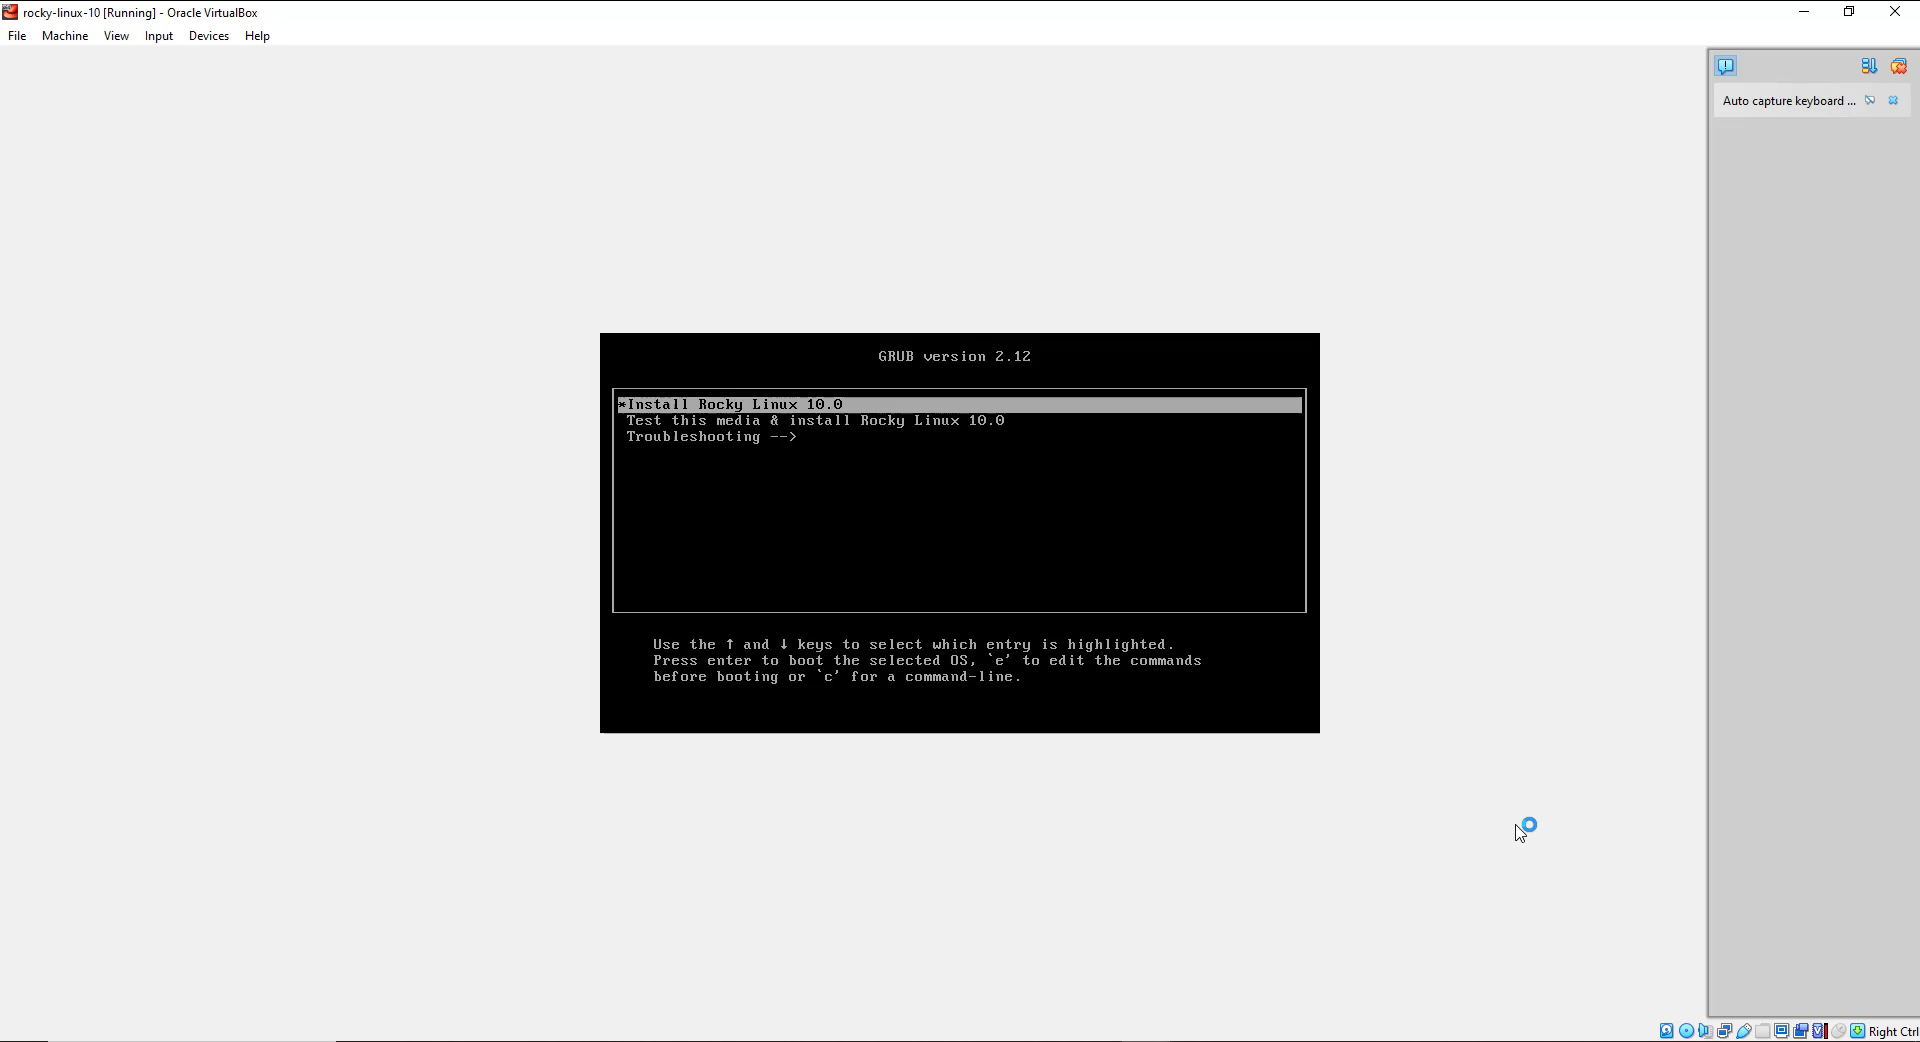 rocky-linux-10 [Running] - Oracle VirtualBox
File Machine View Input Devices Help
Auto capture keyboard ...
GRUB version 2.12
*Install Rocky Linux 10.0
Test this media & install Rocky Linux 10.0
Troubleshooting -->
Use the ↑ and ↓ keys to select which entry is highlighted.
Press enter to boot the selected OS, `e' to edit the commands
before booting or `c' for a command-line.
Right Ctrl